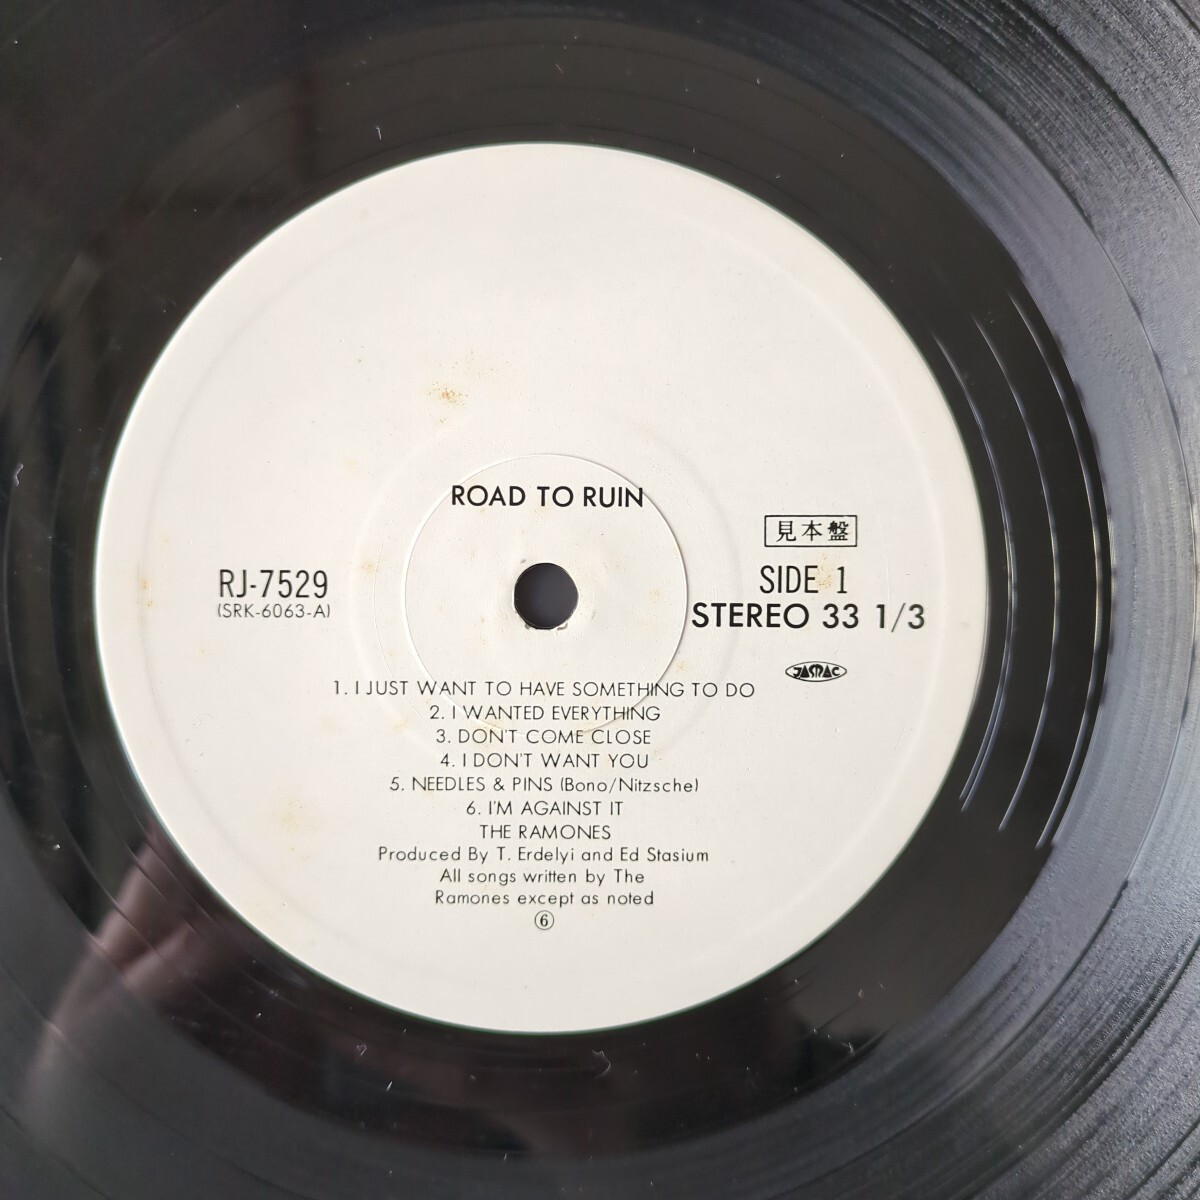 ROAD TO RUIN
見本盤
RJ-7529
(SRK-6063-A)
SIDE 1
STEREO 33 1/3
JASRAC
1. I JUST WANT TO HAVE SOMETHING TO DO
2. I WANTED EVERYTHING
3. DON'T COME CLOSE
4. I DON'T WANT YOU
5. NEEDLES & PINS (Bono/Nitzsche)
6. I'M AGAINST IT
THE RAMONES
Produced By T. Erdelyi and Ed Stasium
All songs written by The
Ramones except as noted
⑥